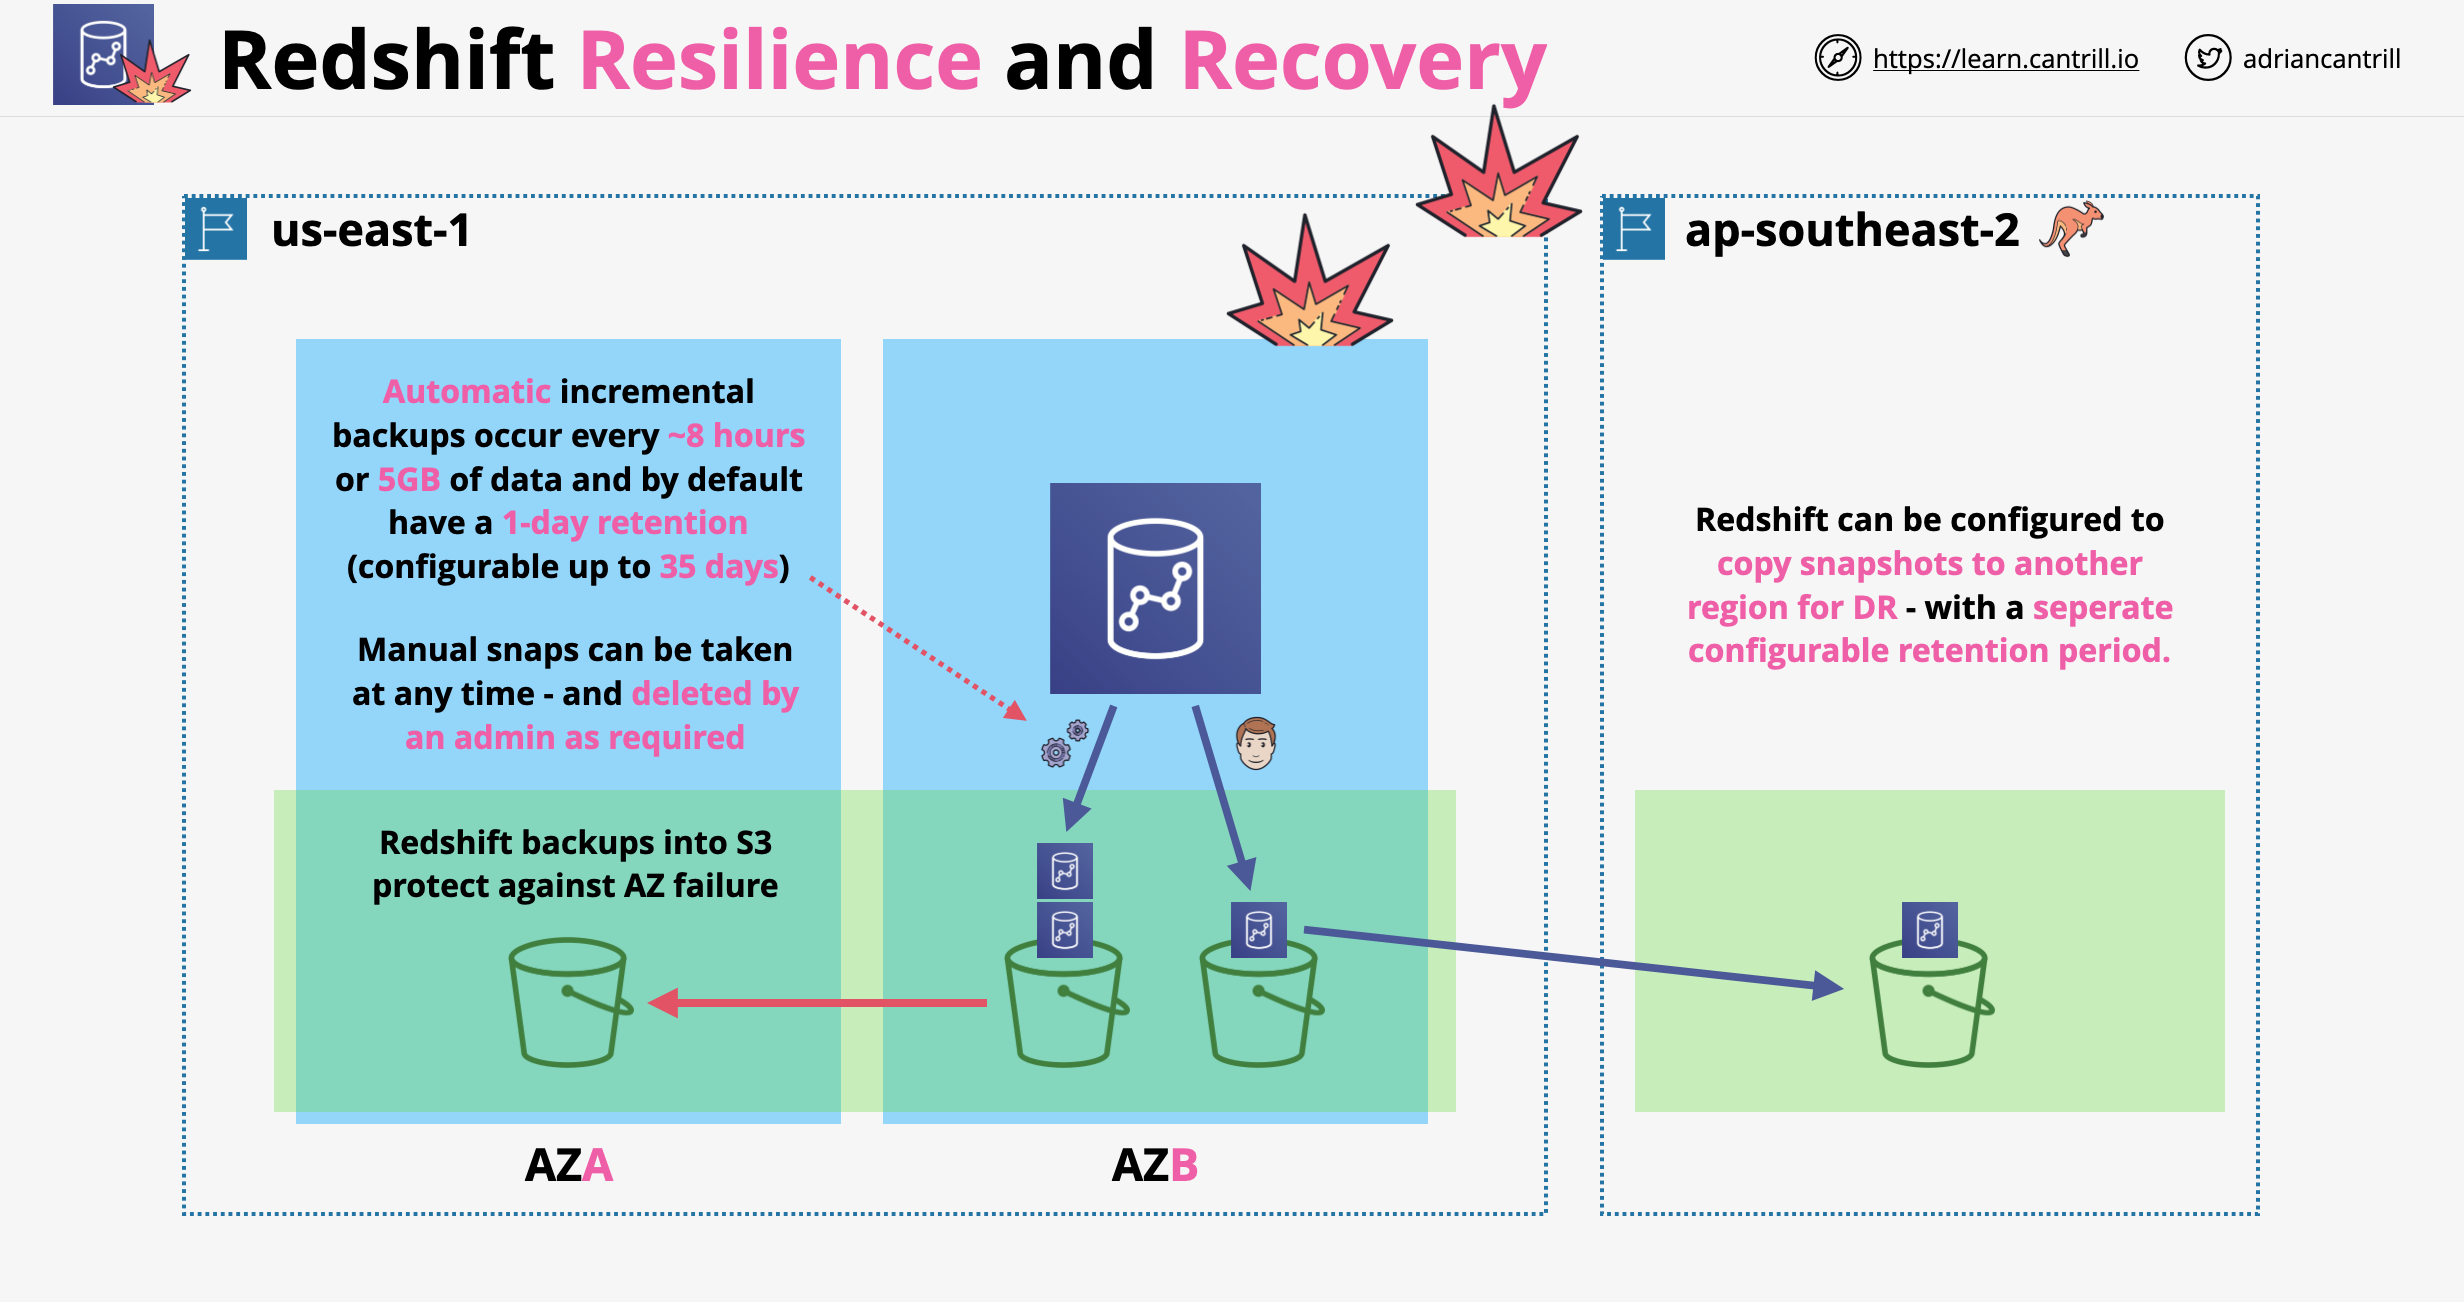 Redshift Resilience and Recovery
https://learn.cantrill.io
adriancantrill
us-east-1
Automatic incremental
backups occur every ~8 hours
or 5GB of data and by default
have a 1-day retention
(configurable up to 35 days)
Manual snaps can be taken
at any time - and deleted by
an admin as required
Redshift backups into S3
protect against AZ failure
AZA
AZB
ap-southeast-2
Redshift can be configured to
copy snapshots to another
region for DR - with a seperate
configurable retention period.